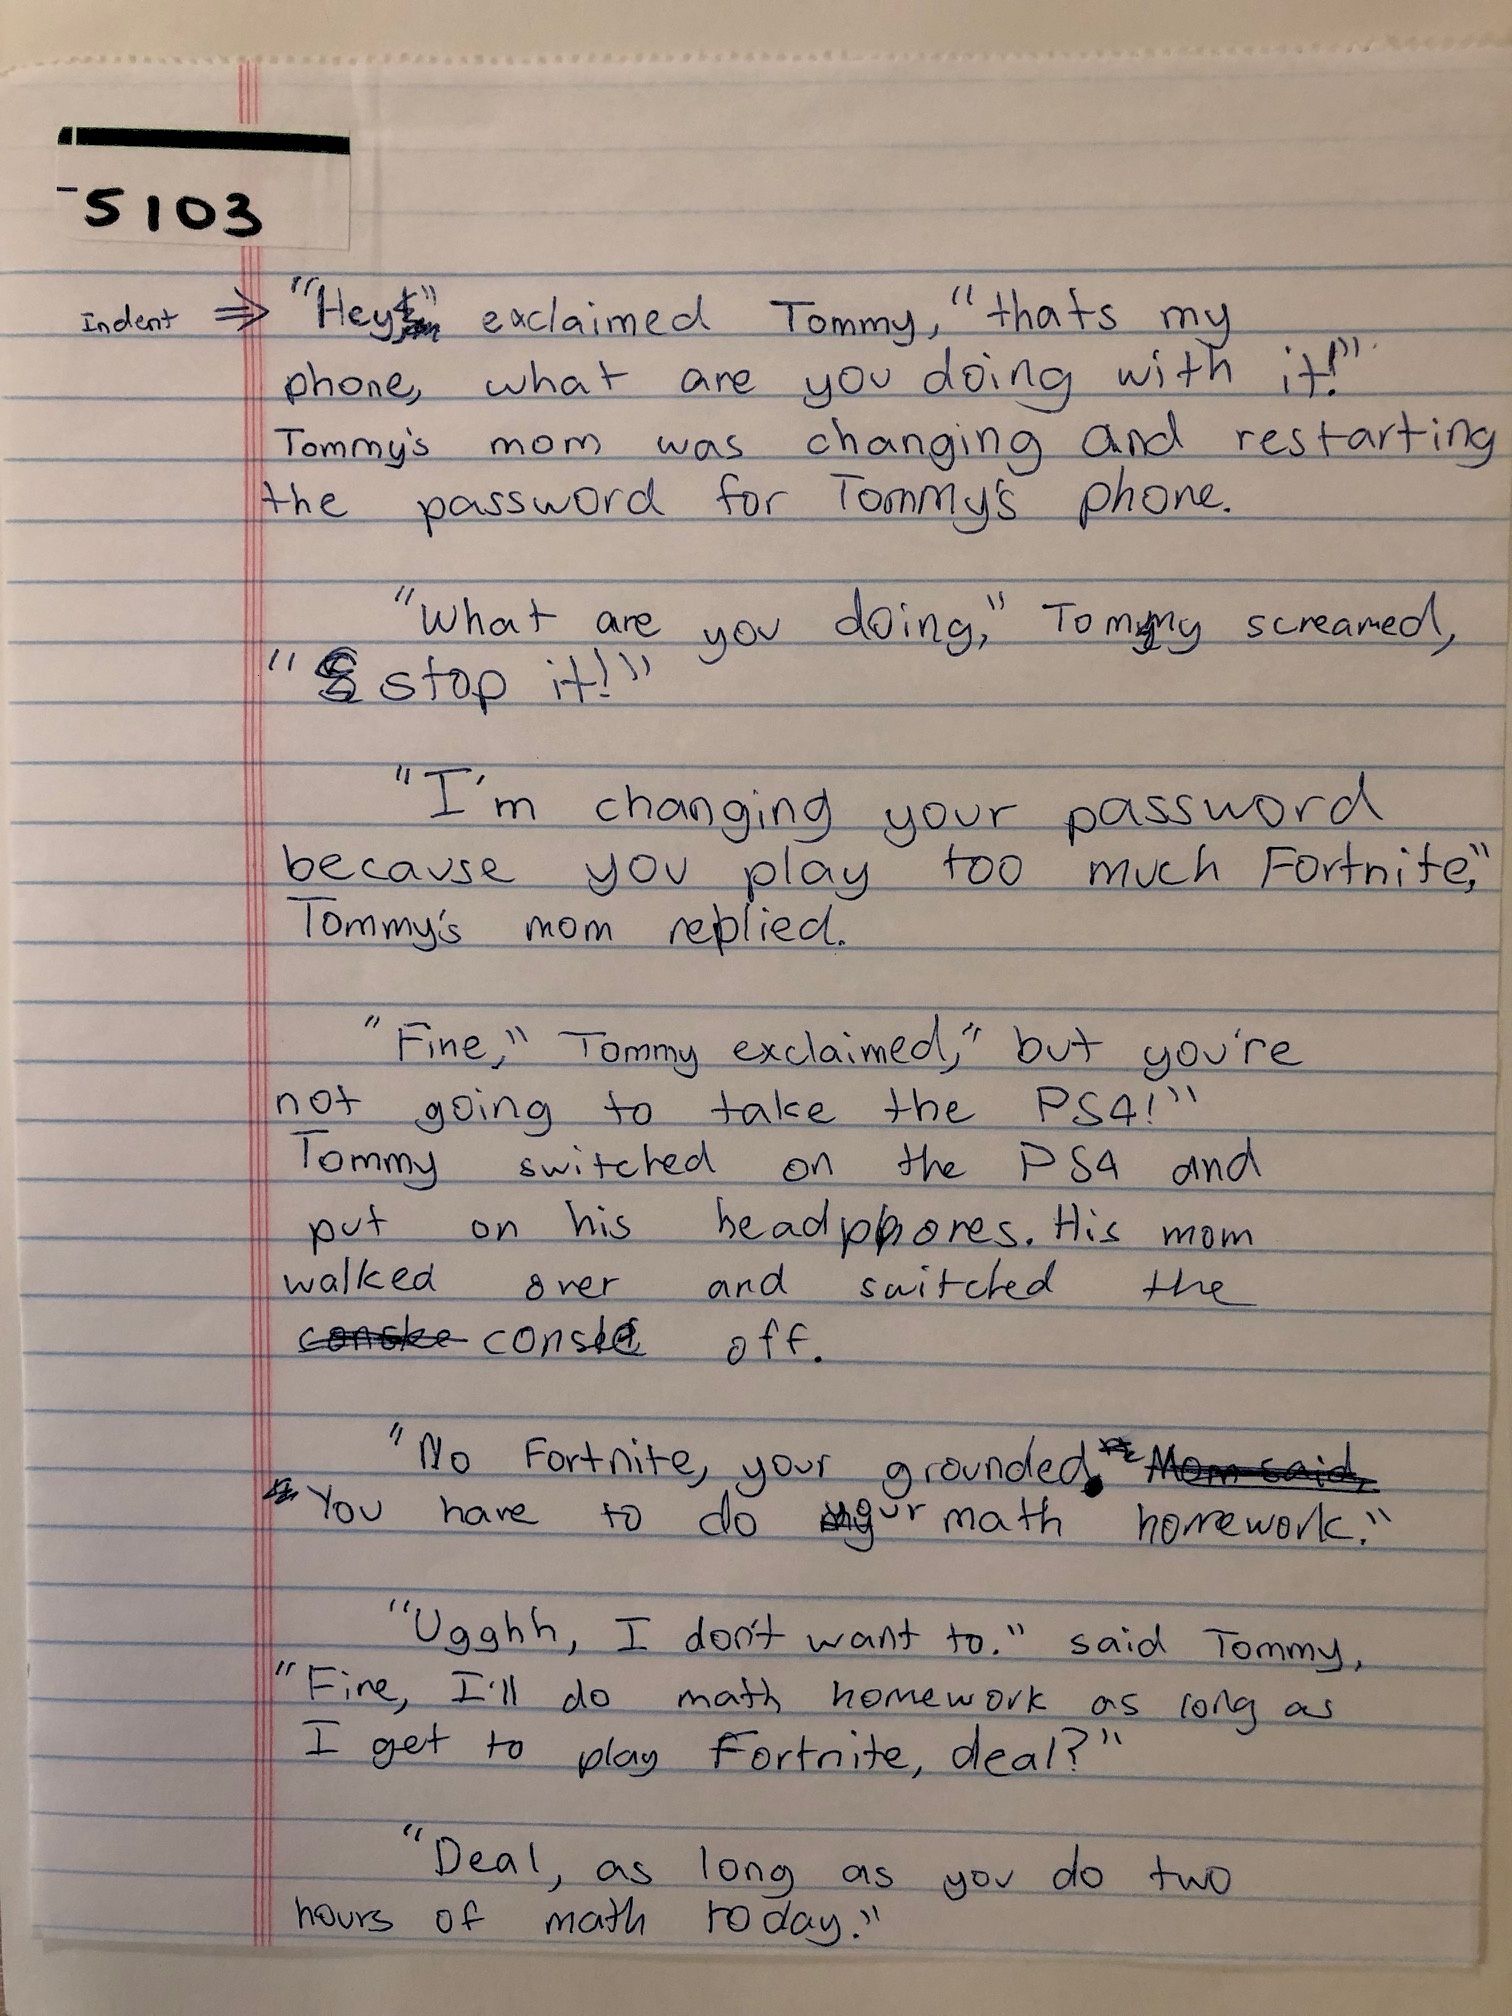 5103
Indent ⇒ "Hey" exclaimed Tommy, "thats my
phone, what are you doing with it!"
Tommy's mom was changing and restarting
the password for Tommy's phone.
"What are you doing," Tommy screamed,
"stop it!"
"I'm changing your password
because you play too much Fortnite,"
Tommy's mom replied.
"Fine," Tommy exclaimed," but you're
not going to take the PS4!"
Tommy switched on the PS4 and
put on his headphones. His mom
walked over and switched the
console off.
"No Fortnite, your grounded.
You have to do your math homework."
"Ugghh, I don't want to." said Tommy,
"Fine, I'll do math homework as long as
I get to play Fortnite, deal?"
"Deal, as long as you do two
hours of math today."